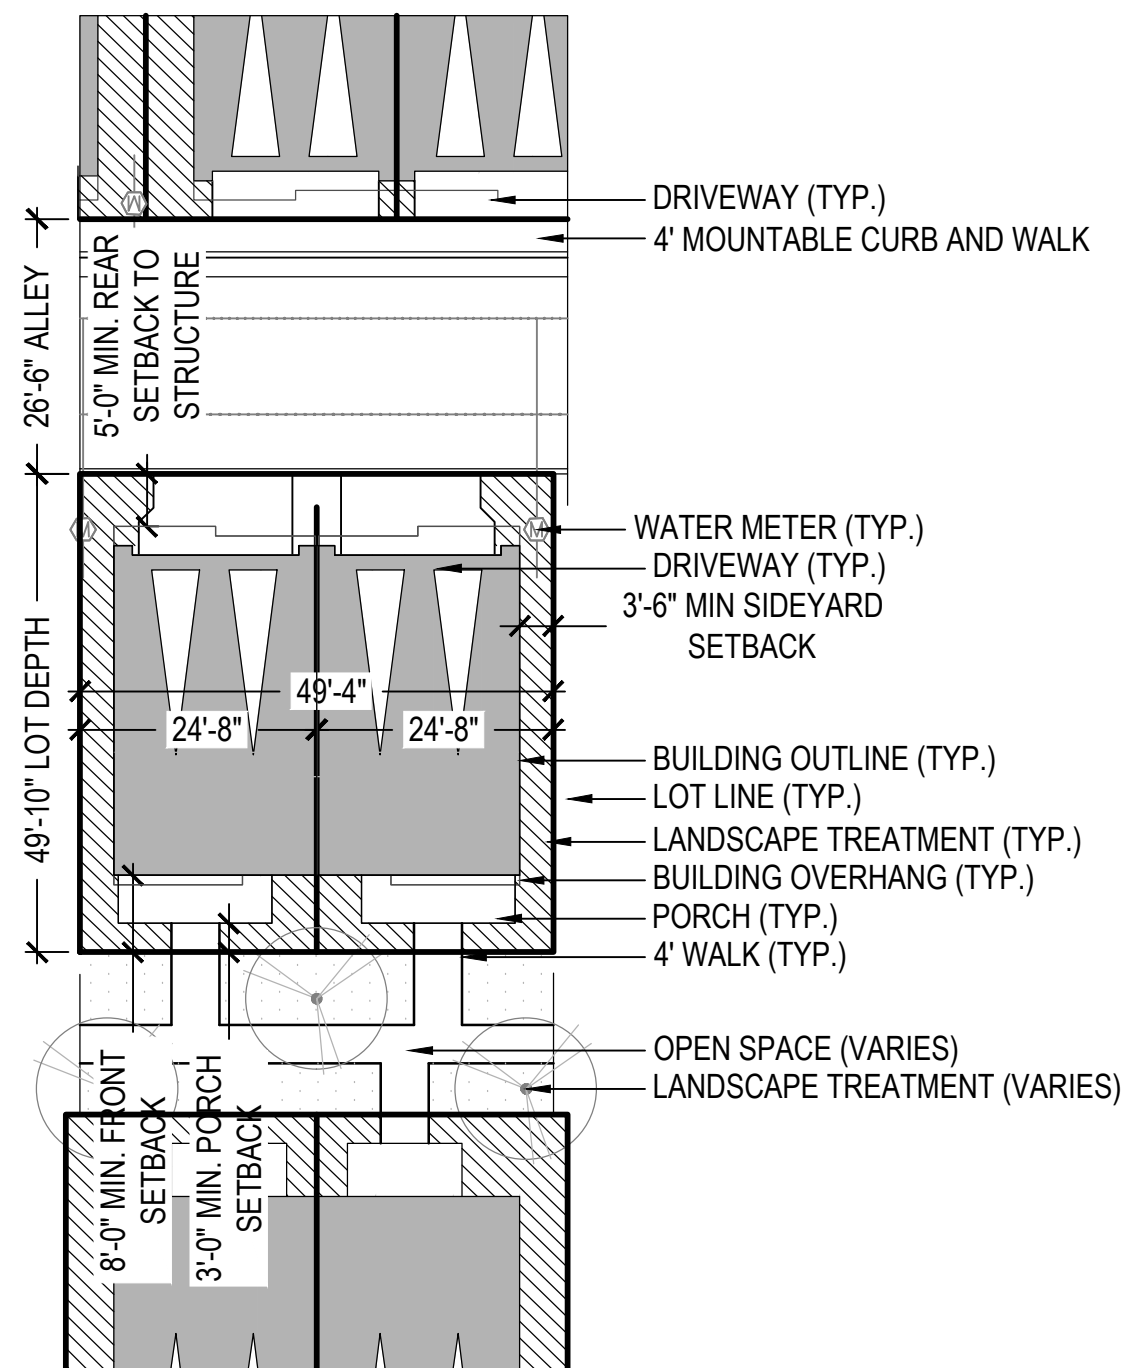 DRIVEWAY (TYP.)
4' MOUNTABLE CURB AND WALK
26'-6" ALLEY
5'-0" MIN. REAR
SETBACK TO
STRUCTURE
M
M
M
WATER METER (TYP.)
DRIVEWAY (TYP.)
3'-6" MIN SIDEYARD
SETBACK
49'-10" LOT DEPTH
49'-4"
24'-8"
24'-8"
BUILDING OUTLINE (TYP.)
LOT LINE (TYP.)
LANDSCAPE TREATMENT (TYP.)
BUILDING OVERHANG (TYP.)
PORCH (TYP.)
4' WALK (TYP.)
OPEN SPACE (VARIES)
LANDSCAPE TREATMENT (VARIES)
8'-0" MIN. FRONT
SETBACK
3'-0" MIN. PORCH
SETBACK